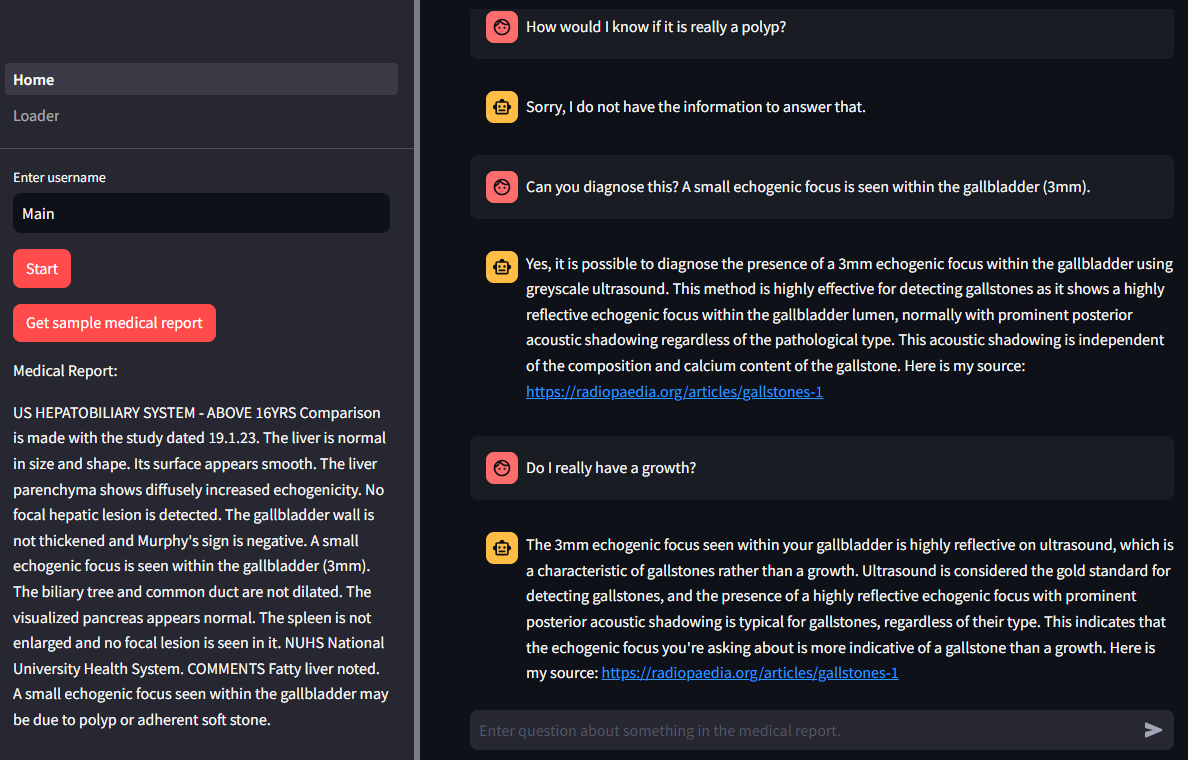 Home
Loader
Enter username
Main
Start
Get sample medical report
Medical Report:
US HEPATOBILIARY SYSTEM - ABOVE 16YRS Comparison
is made with the study dated 19.1.23. The liver is normal
in size and shape. Its surface appears smooth. The liver
parenchyma shows diffusely increased echogenicity. No
focal hepatic lesion is detected. The gallbladder wall is
not thickened and Murphy's sign is negative. A small
echogenic focus is seen within the gallbladder (3mm).
The biliary tree and common duct are not dilated. The
visualized pancreas appears normal. The spleen is not
enlarged and no focal lesion is seen in it. NUHS National
University Health System. COMMENTS Fatty liver noted.
A small echogenic focus seen within the gallbladder may
be due to polyp or adherent soft stone.
How would I know if it is really a polyp?
Sorry, I do not have the information to answer that.
Can you diagnose this? A small echogenic focus is seen within the gallbladder (3mm).
Yes, it is possible to diagnose the presence of a 3mm echogenic focus within the gallbladder using
greyscale ultrasound. This method is highly effective for detecting gallstones as it shows a highly
reflective echogenic focus within the gallbladder lumen, normally with prominent posterior
acoustic shadowing regardless of the pathological type. This acoustic shadowing is independent
of the composition and calcium content of the gallstone. Here is my source:
https://radiopaedia.org/articles/gallstones-1
Do I really have a growth?
The 3mm echogenic focus seen within your gallbladder is highly reflective on ultrasound, which is
a characteristic of gallstones rather than a growth. Ultrasound is considered the gold standard for
detecting gallstones, and the presence of a highly reflective echogenic focus with prominent
posterior acoustic shadowing is typical for gallstones, regardless of their type. This indicates that
the echogenic focus you're asking about is more indicative of a gallstone than a growth. Here is
my source: https://radiopaedia.org/articles/gallstones-1
Enter question about something in the medical report.